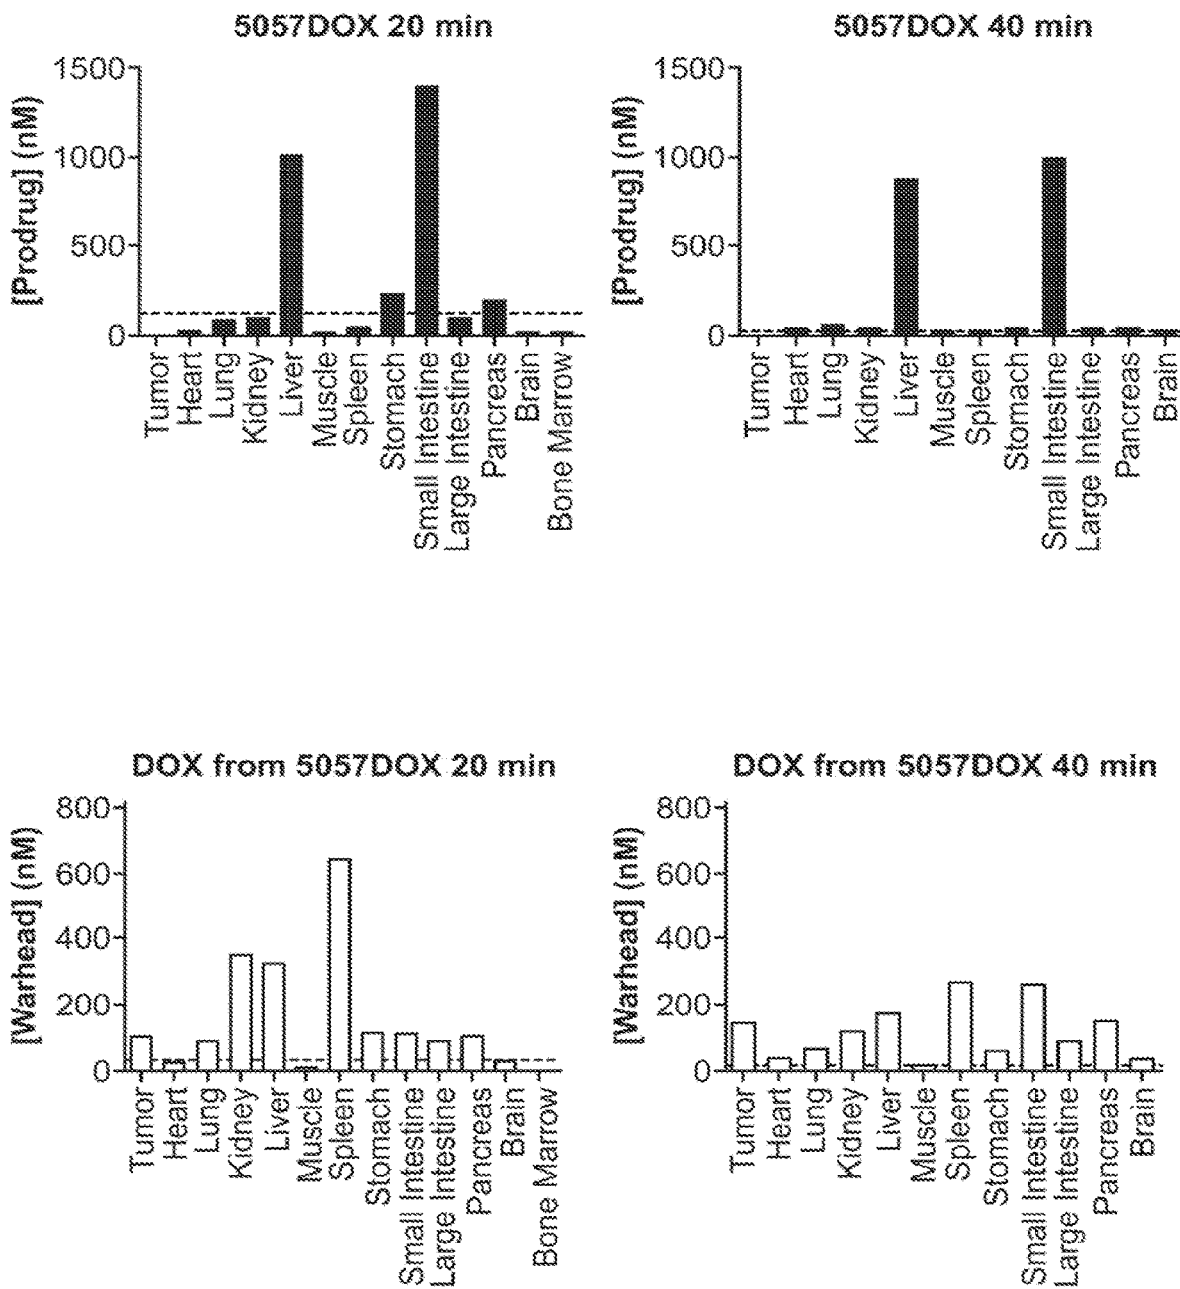 5057DOX 20 min
[Prodrug] (nM)
1500
1000
500
0
Tumor
Heart
Lung
Kidney
Liver
Muscle
Spleen
Stomach
Small Intestine
Large Intestine
Pancreas
Brain
Bone Marrow
5057DOX 40 min
[Prodrug] (nM)
1500
1000
500
0
Tumor
Heart
Lung
Kidney
Liver
Muscle
Spleen
Stomach
Small Intestine
Large Intestine
Pancreas
Brain
DOX from 5057DOX 20 min
[Warhead] (nM)
800
600
400
200
0
Tumor
Heart
Lung
Kidney
Liver
Muscle
Spleen
Stomach
Small Intestine
Large Intestine
Pancreas
Brain
Bone Marrow
DOX from 5057DOX 40 min
[Warhead] (nM)
800
600
400
200
0
Tumor
Heart
Lung
Kidney
Liver
Muscle
Spleen
Stomach
Small Intestine
Large Intestine
Pancreas
Brain